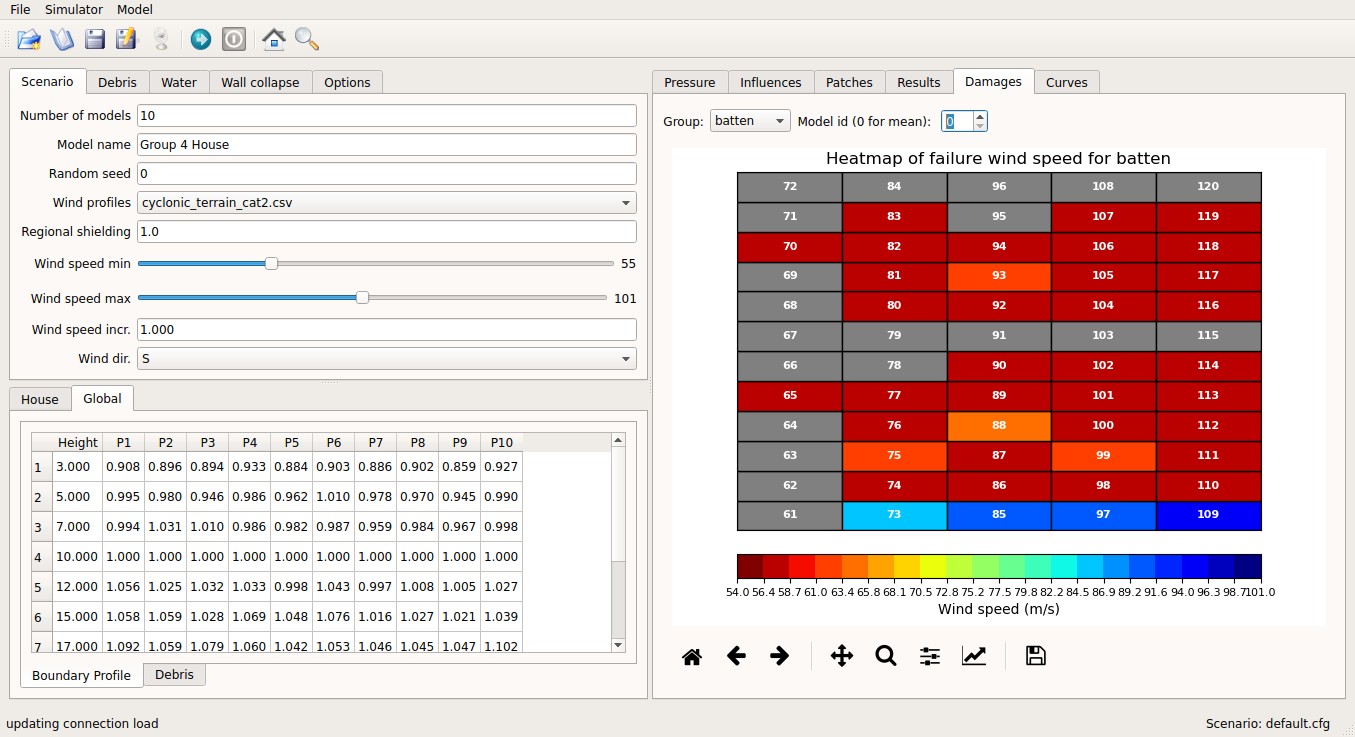 File Simulator Model
Scenario Debris Water Wall collapse Options
Number of models 10
Model name Group 4 House
Random seed 0
Wind profiles cyclonic_terrain_cat2.csv
Regional shielding 1.0
Wind speed min 55
Wind speed max 101
Wind speed incr. 1.000
Wind dir. S
House Global
Height P1 P2 P3 P4 P5 P6 P7 P8 P9 P10
1 3.000 0.908 0.896 0.894 0.933 0.884 0.903 0.886 0.902 0.859 0.927
2 5.000 0.995 0.980 0.946 0.986 0.962 1.010 0.978 0.970 0.945 0.990
3 7.000 0.994 1.031 1.010 0.986 0.982 0.987 0.959 0.984 0.967 0.998
4 10.000 1.000 1.000 1.000 1.000 1.000 1.000 1.000 1.000 1.000 1.000
5 12.000 1.056 1.025 1.032 1.033 0.998 1.043 0.997 1.008 1.005 1.027
6 15.000 1.058 1.059 1.028 1.069 1.048 1.076 1.016 1.027 1.021 1.039
7 17.000 1.092 1.059 1.079 1.060 1.042 1.053 1.046 1.045 1.047 1.102
Boundary Profile Debris
Pressure Influences Patches Results Damages Curves
Group: batten Model id (0 for mean): 0
Heatmap of failure wind speed for batten
72 84 96 108 120
71 83 95 107 119
70 82 94 106 118
69 81 93 105 117
68 80 92 104 116
67 79 91 103 115
66 78 90 102 114
65 77 89 101 113
64 76 88 100 112
63 75 87 99 111
62 74 86 98 110
61 73 85 97 109
54.0 56.4 58.7 61.0 63.4 65.8 68.1 70.5 72.8 75.2 77.5 79.8 82.2 84.5 86.9 89.2 91.6 94.0 96.3 98.7 101.0
Wind speed (m/s)
updating connection load
Scenario: default.cfg